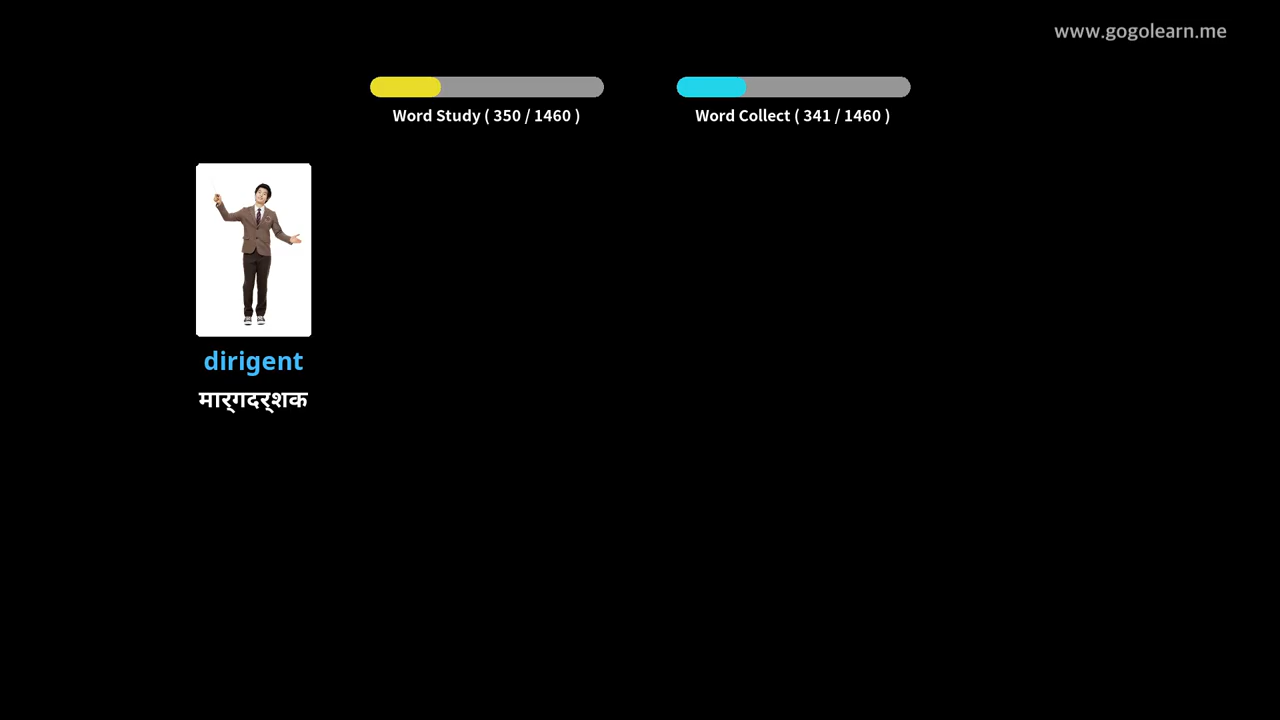 www.gogolearn.me
Word Study ( 350 / 1460 )
Word Collect ( 341 / 1460 )
dirigent
मार्गदर्शक